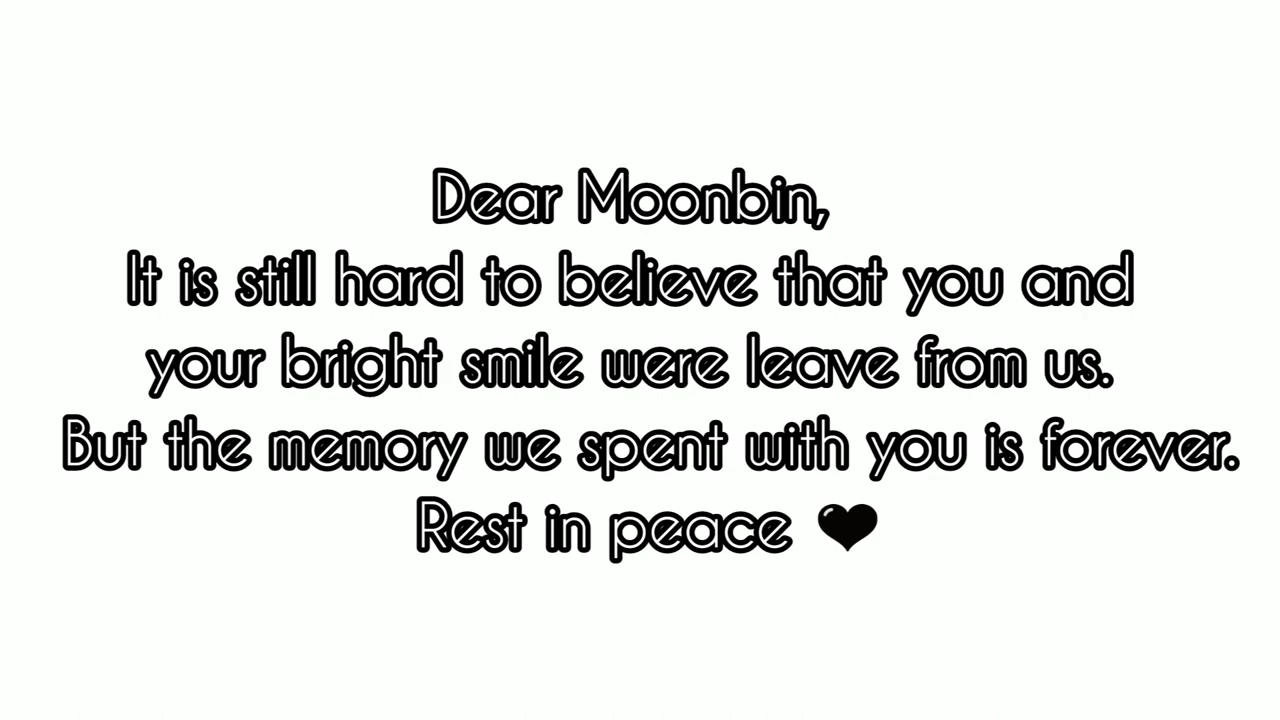 Dear Moonbin,
It is still hard to believe that you and
your bright smile were leave from us.
But the memory we spent with you is forever.
Rest in peace ❤